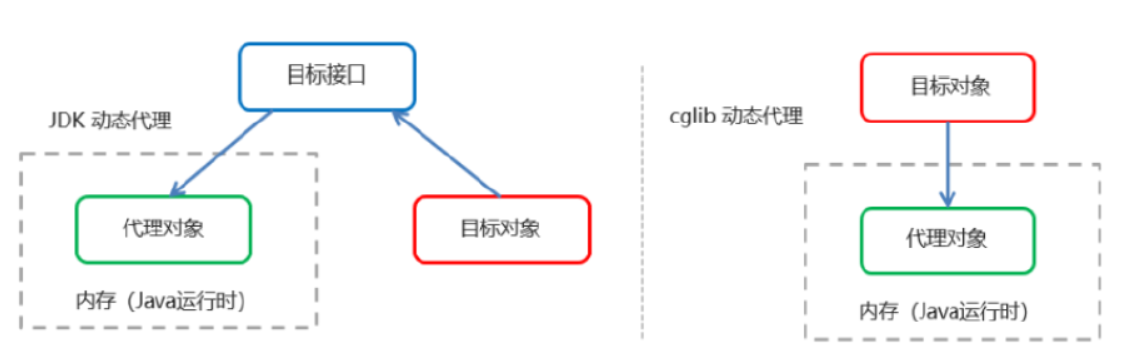 目标接口
JDK 动态代理
代理对象
目标对象
内存（Java运行时）
目标对象
cglib 动态代理
代理对象
内存（Java运行时）